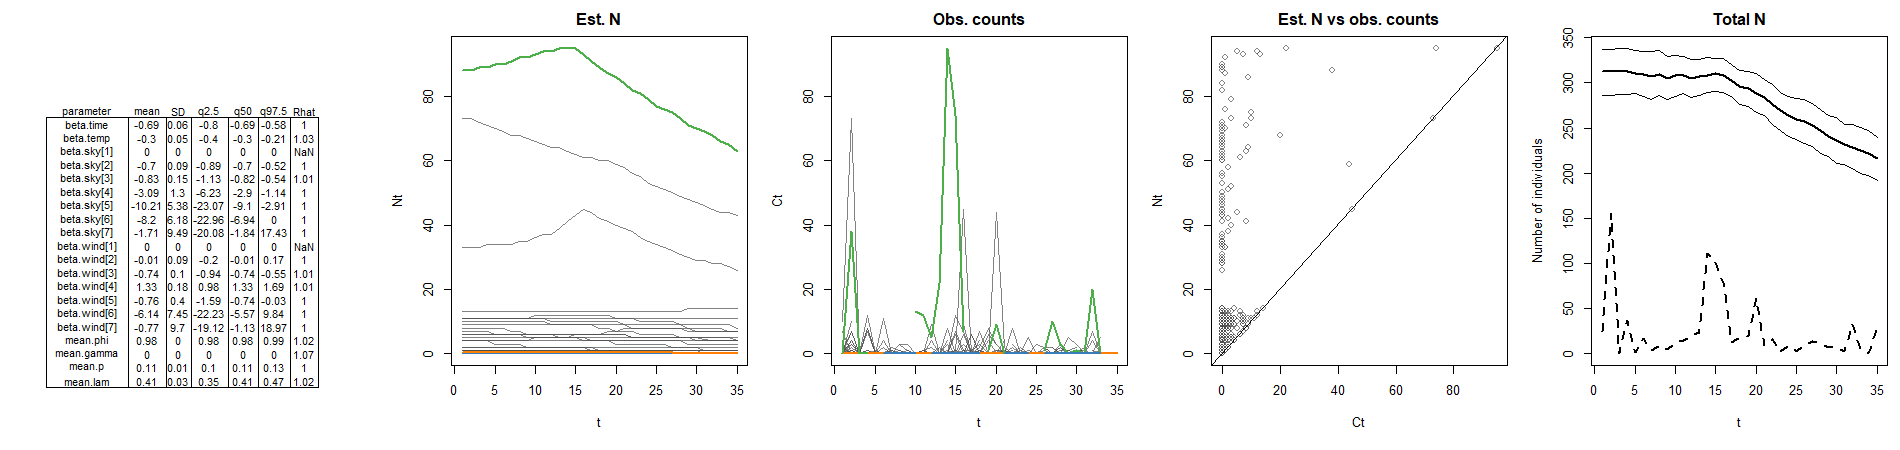 parameter mean SD q2.5 q50 q97.5 Rhat
beta.time -0.69 0.06 -0.8 -0.69 -0.58 1
beta.temp -0.3 0.05 -0.4 -0.3 -0.21 1.03
beta.sky[1] 0 0 0 0 0 NaN
beta.sky[2] -0.7 0.09 -0.89 -0.7 -0.52 1
beta.sky[3] -0.83 0.15 -1.13 -0.82 -0.54 1.01
beta.sky[4] -3.09 1.3 -6.23 -2.9 -1.14 1
beta.sky[5] -10.21 5.38 -23.07 -9.1 -2.91 1
beta.sky[6] -8.2 6.18 -22.96 -6.94 0 1
beta.sky[7] -1.71 9.49 -20.08 -1.84 17.43 1
beta.wind[1] 0 0 0 0 0 NaN
beta.wind[2] -0.01 0.09 -0.2 -0.01 0.17 1
beta.wind[3] -0.74 0.1 -0.94 -0.74 -0.55 1.01
beta.wind[4] 1.33 0.18 0.98 1.33 1.69 1.01
beta.wind[5] -0.76 0.4 -1.59 -0.74 -0.03 1
beta.wind[6] -6.14 7.45 -22.23 -5.57 9.84 1
beta.wind[7] -0.77 9.7 -19.12 -1.13 18.97 1
mean.phi 0.98 0 0.98 0.98 0.99 1.02
mean.gamma 0 0 0 0 0 1.07
mean.p 0.11 0.01 0.1 0.11 0.13 1
mean.lam 0.41 0.03 0.35 0.41 0.47 1.02
Est. N
Nt
80
60
40
20
0
0 5 10 15 20 25 30 35
t
Obs. counts
Ct
80
60
40
20
0
0 5 10 15 20 25 30 35
t
Est. N vs obs. counts
Nt
80
60
40
20
0
0 20 40 60 80
Ct
Total N
Number of individuals
350
300
250
200
150
100
50
0
0 5 10 15 20 25 30 35
t